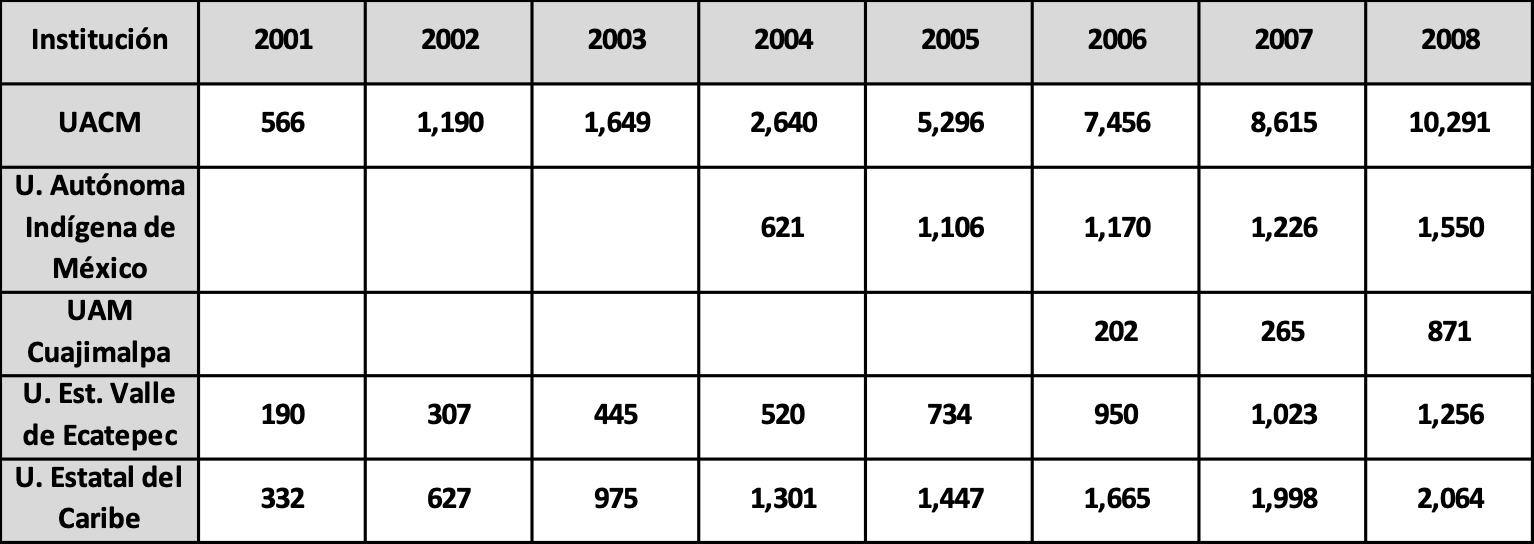 Institución 2001 2002 2003 2004 2005 2006 2007 2008
UACM 566 1,190 1,649 2,640 5,296 7,456 8,615 10,291
U. Autónoma
Indígena de 621 1,106 1,170 1,226 1,550
México
UAM
Cuajimalpa 202 265 871
U. Est. Valle
de Ecatepec 190 307 445 520 734 950 1,023 1,256
U. Estatal del
Caribe 332 627 975 1,301 1,447 1,665 1,998 2,064